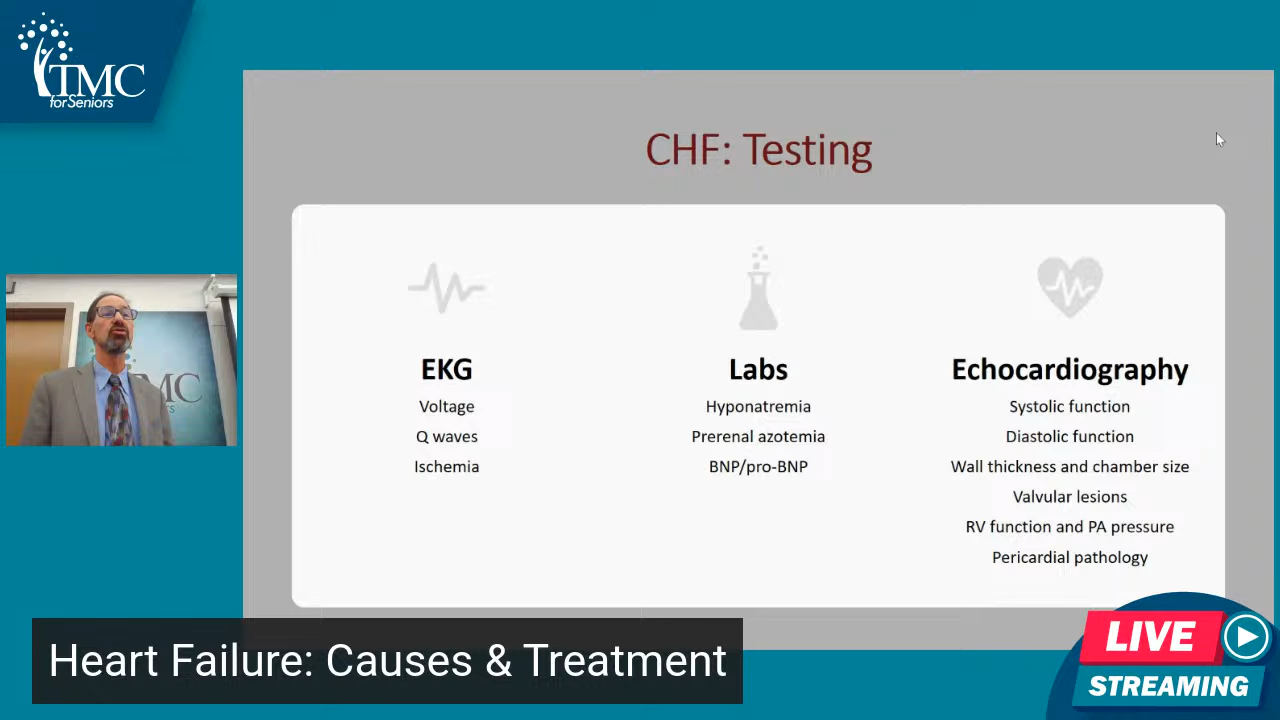 TMC
for Seniors
CHF: Testing
EKG
Voltage
Q waves
Ischemia
Labs
Hyponatremia
Prerenal azotemia
BNP/pro-BNP
Echocardiography
Systolic function
Diastolic function
Wall thickness and chamber size
Valvular lesions
RV function and PA pressure
Pericardial pathology
MC
Heart Failure: Causes & Treatment
LIVE
STREAMING